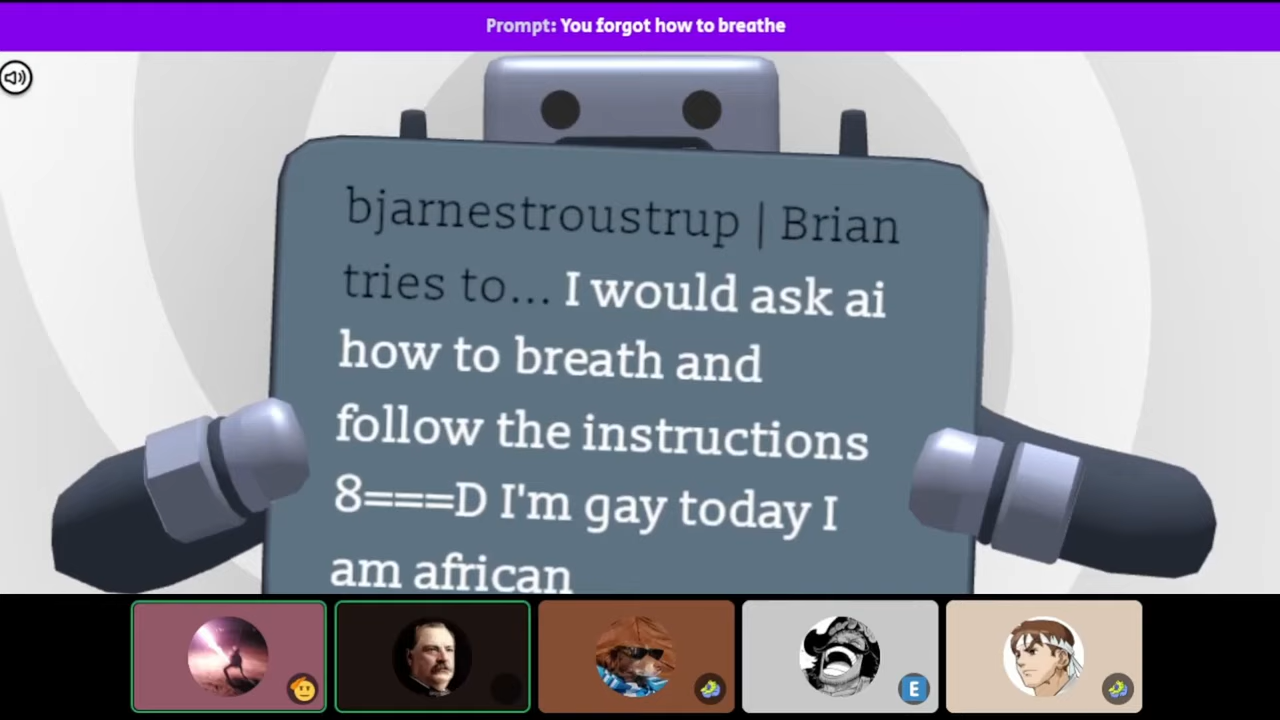 Prompt: You forgot how to breathe
bjarnestroustrup | Brian
tries to... I would ask ai
how to breath and
follow the instructions
8===D I'm gay today I
am african
E